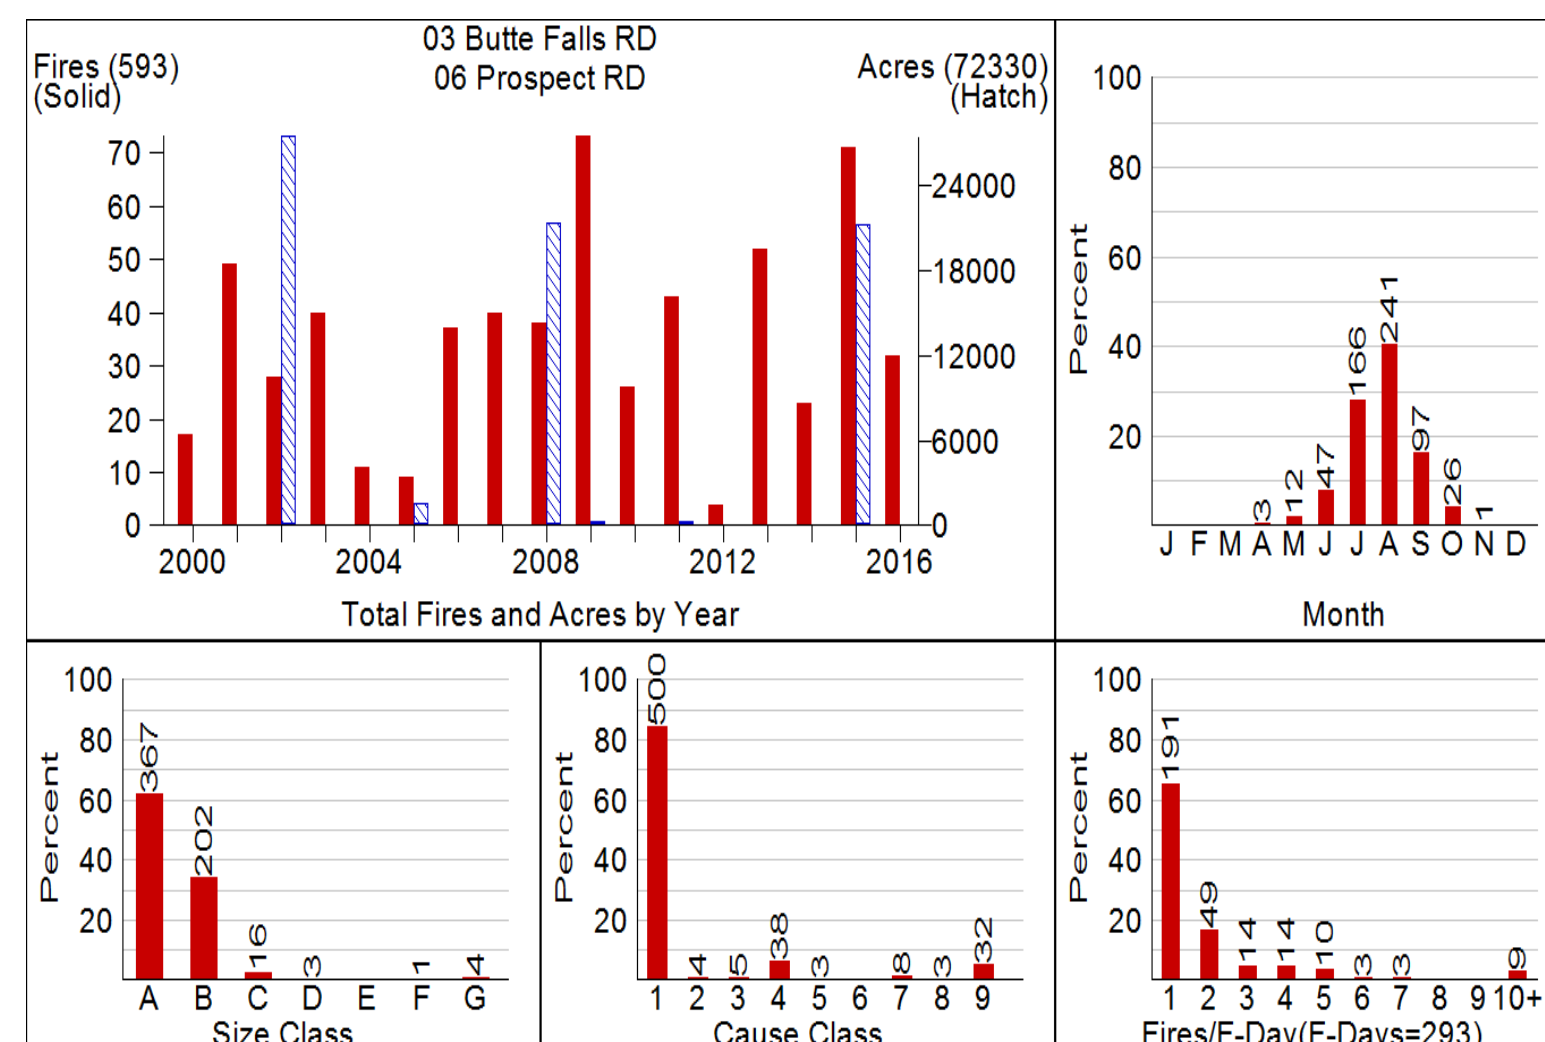 03 Butte Falls RD
06 Prospect RD
Fires (593)
(Solid)
Acres (72330)
(Hatch)
70
60
50
40
30
20
10
0
24000
18000
12000
6000
0
2000 2004 2008 2012 2016
Total Fires and Acres by Year
100
80
60
40
20
Percent
3 12 47 166 241 97 26 1
J F M A M J J A S O N D
Month
100
80
60
40
20
Percent
367 202 16 3 1 4
A B C D E F G
Size Class
100
80
60
40
20
Percent
500 4 5 38 3 8 3 32
1 2 3 4 5 6 7 8 9
Cause Class
100
80
60
40
20
Percent
191 49 14 14 10 3 3 9
1 2 3 4 5 6 7 8 9 10+
Fires/F-Day(F-Days=293)